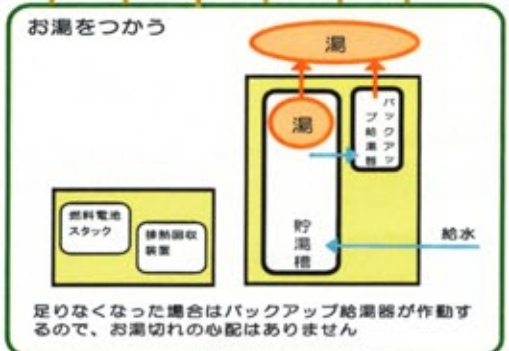 お湯をつかう
湯
湯
バックアッ
プ給湯器
燃料電池
スタック
排熱回収
装置
貯湯槽
給水
足りなくなった場合はバックアップ給湯器が作動す
るので、お湯切れの心配はありません